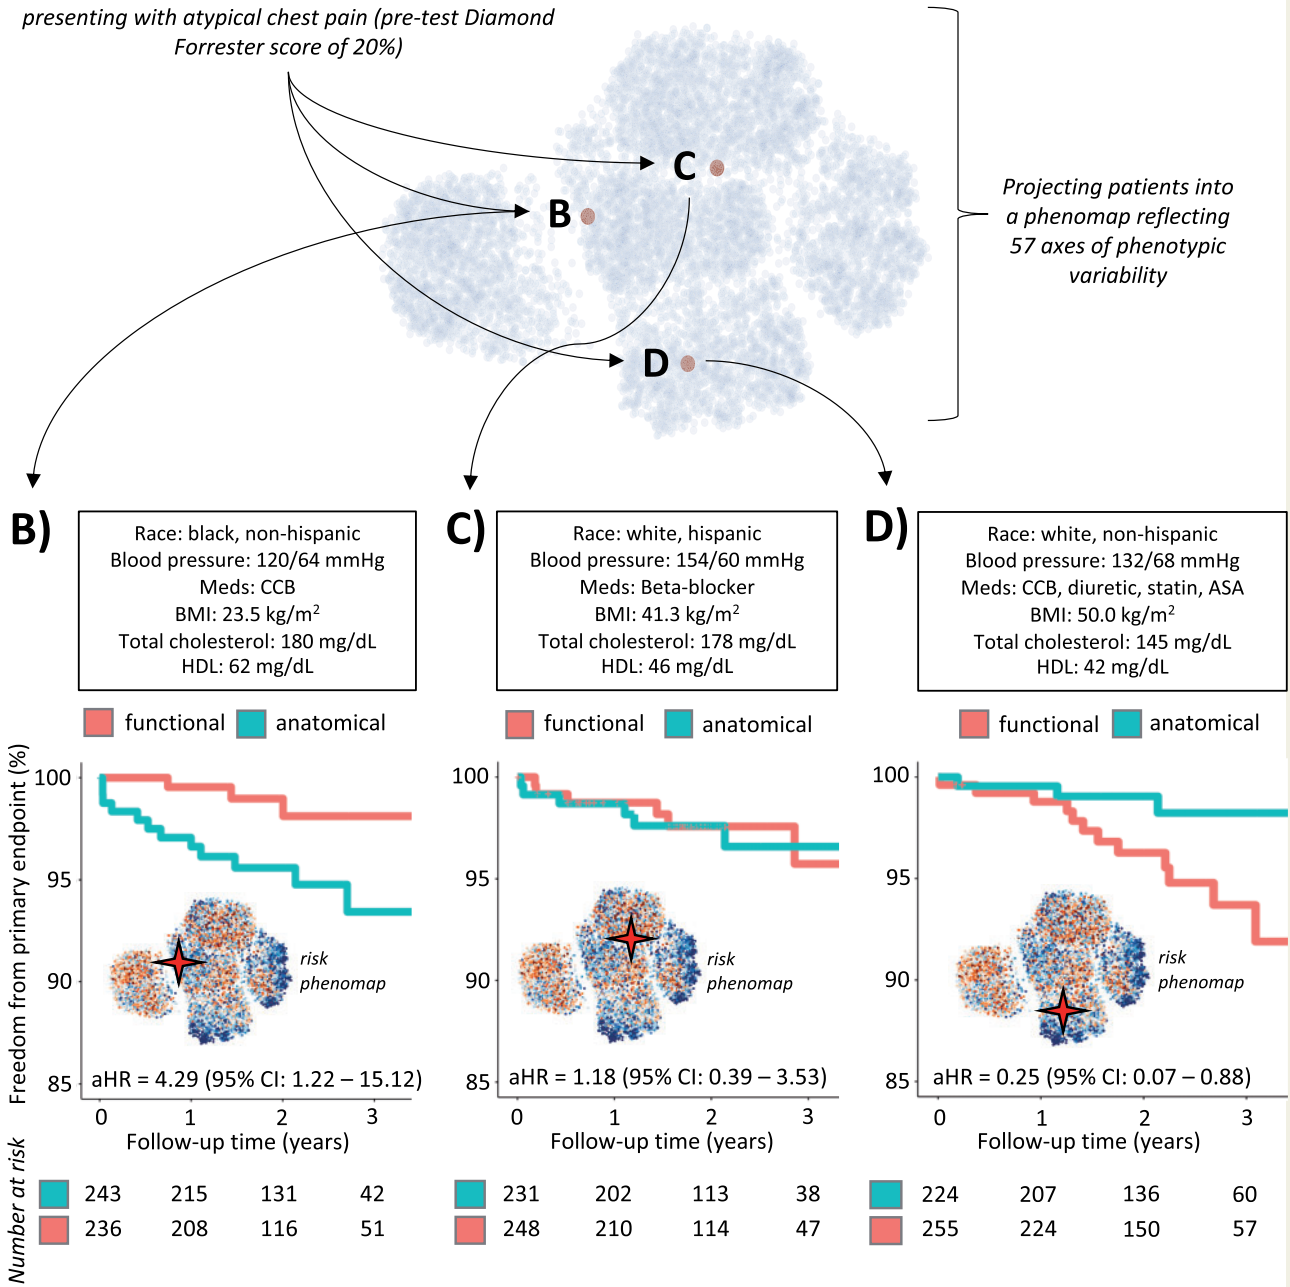 presenting with atypical chest pain (pre-test Diamond
Forrester score of 20%)
C
B
D
Projecting patients into
a phenomap reflecting
57 axes of phenotypic
variability
B)
Race: black, non-hispanic
Blood pressure: 120/64 mmHg
Meds: CCB
BMI: 23.5 kg/m²
Total cholesterol: 180 mg/dL
HDL: 62 mg/dL
C)
Race: white, hispanic
Blood pressure: 154/60 mmHg
Meds: Beta-blocker
BMI: 41.3 kg/m²
Total cholesterol: 178 mg/dL
HDL: 46 mg/dL
D)
Race: white, non-hispanic
Blood pressure: 132/68 mmHg
Meds: CCB, diuretic, statin, ASA
BMI: 50.0 kg/m²
Total cholesterol: 145 mg/dL
HDL: 42 mg/dL
functional anatomical
functional anatomical
functional anatomical
Freedom from primary endpoint (%)
100
95
90
85
risk
phenomap
aHR = 4.29 (95% CI: 1.22 – 15.12)
0 1 2 3
Follow-up time (years)
100
95
90
85
risk
phenomap
aHR = 1.18 (95% CI: 0.39 – 3.53)
0 1 2 3
Follow-up time (years)
100
95
90
85
risk
phenomap
aHR = 0.25 (95% CI: 0.07 – 0.88)
0 1 2 3
Follow-up time (years)
Number at risk
243 215 131 42
236 208 116 51
231 202 113 38
248 210 114 47
224 207 136 60
255 224 150 57